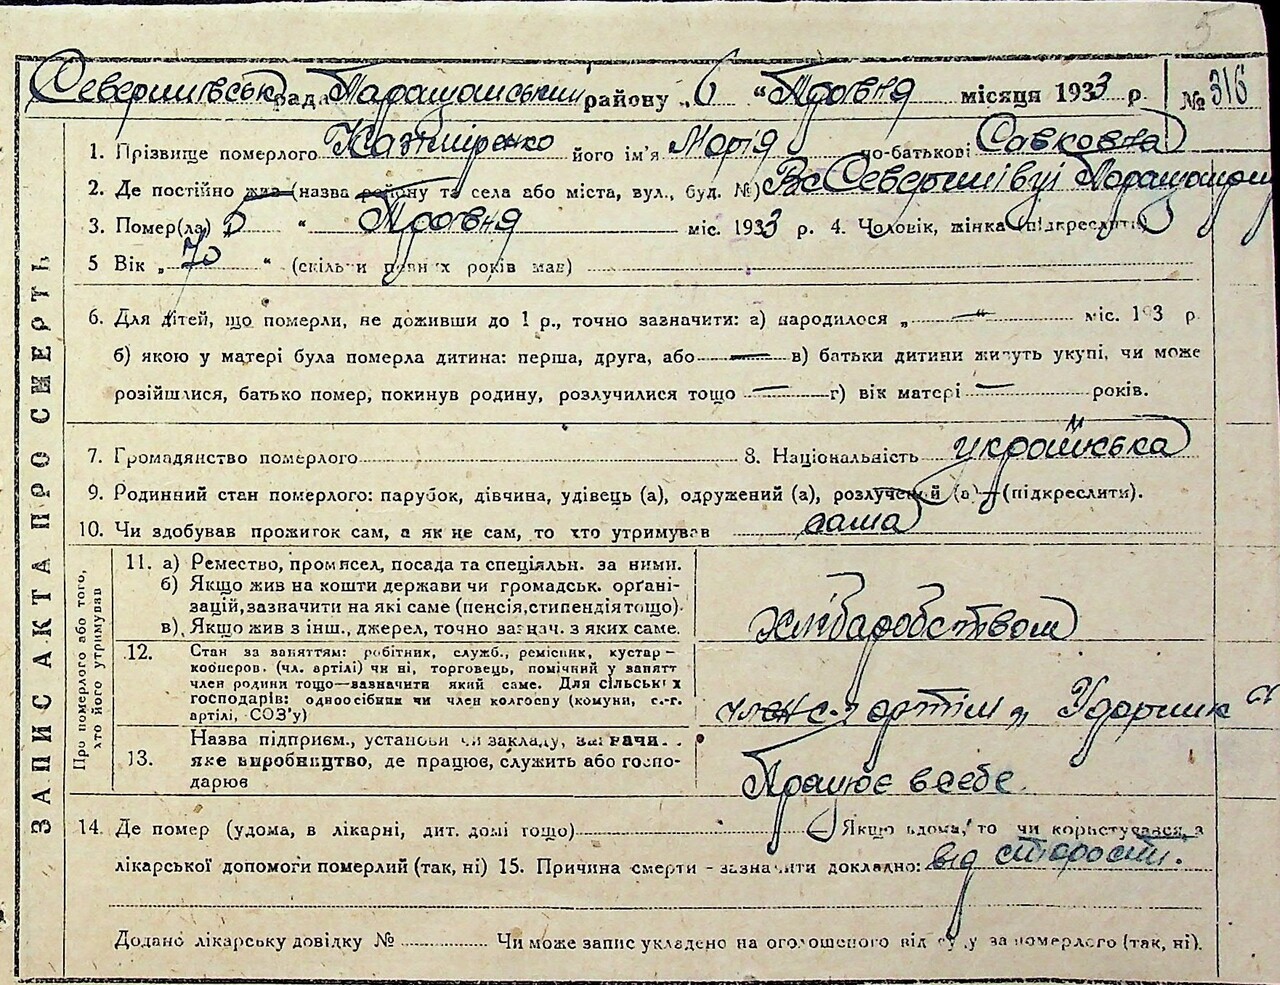 5
Северинівськ рада Таращанський району „6" Травня місяця 1933 р. № 316
1. Прізвище померлого Казміренко його ім'я Марія по-батькові Савковна
2. Де постійно жив (назва району та села або міста, вул., буд. №) в с Северинівці
3. Помер(ла) 5 " Травня міс. 1933 р. 4. Чоловік, жінка (підкреслити)
5 Вік „ 70 " (скільки повних років мав)
6. Для дітей, що померли, не доживши до 1 р., точно зазначити: а) народилося „ — " міс. 193 р.
б) якою у матері була померла дитина: перша, друга, або — в) батьки дитини живуть укупі, чи може
розійшлися, батько помер, покинув родину, розлучилися тощо — г) вік матері — років.
7. Громадянство померлого 8. Національність українська
9. Родинний стан померлого: парубок, дівчина, удівець (а), одружений (а), розлучений (а) — (підкреслити).
10. Чи здобував прожиток сам, а як не сам, то хто утримував сама
ЗАПИС АКТА ПРО СМЕРТЬ
Про померлого або того,
хто його утримував
11. а) Ремество, промисел, посада та спеціяльн. за ними.
б) Якщо жив на кошти держави чи громадськ. орґані-
зацій, зазначити на які саме (пенсія, стипендія тощо).
в) Якщо жив з інш., джерел, точно зазнач. з яких саме.
хлібаробством
12. Стан за заняттям: робітник, служб., ремісник, кустар —
кооперов. (чл. артілі) чи ні, торговець, помічний у занятт
член родини тощо — зазначити який саме. Для сільських
господарів: одноосібник чи член колгоспу (комуни, с.-г.
артілі, СОЗ'у)
член с.г артілі „ Ударник
13. Назва підприєм., установи чи закладу, зазначи.
яке виробництво, де працює, служить або госпо-
дарює
Працює в себе
14. Де помер (удома, в лікарні, дит. домі тощо) Якщо вдома, то чи користувався з
лікарської допомоги померлий (так, ні) 15. Причина смерти - зазначити докладно: від старости.
Додано лікарську довідку № Чи може запис укладено на оголошеного від суду за померлого (так, ні).